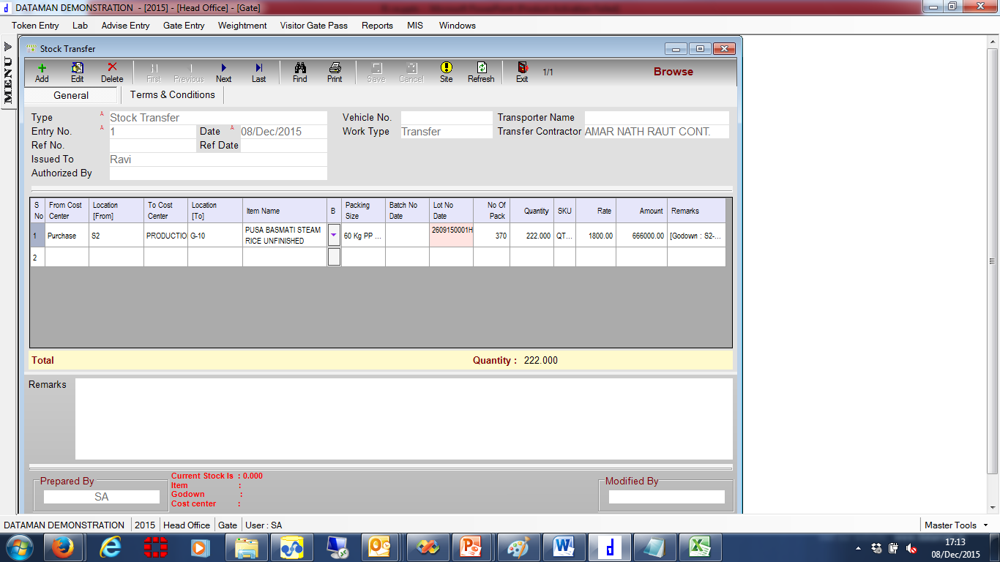 DATAMAN DEMONSTRATION - [2015] - [Head Office] - [Gate]
Token Entry Lab Advise Entry Gate Entry Weightment Visitor Gate Pass Reports MIS Windows
MENU
Stock Transfer
Add Edit Delete First Previous Next Last Find Print Save Cancel Site Refresh Exit 1/1 Browse
General Terms & Conditions
Type Stock Transfer Vehicle No. Transporter Name
Entry No. 1 Date 08/Dec/2015 Work Type Transfer Transfer Contractor AMAR NATH RAUT CONT.
Ref No. Ref Date
Issued To Ravi
Authorized By
S No From Cost Center Location [From] To Cost Center Location [To] Item Name B Packing Size Batch No Date Lot No Date No Of Pack Quantity SKU Rate Amount Remarks
1 Purchase S2 PRODUCTIO G-10 PUSA BASMATI STEAM RICE UNFINISHED 60 Kg PP ... 2609150001H 370 222.000 QT... 1800.00 666000.00 [Godown : S2-...
2
Total Quantity : 222.000
Remarks
Prepared By
SA
Current Stock Is : 0.000
Item :
Godown :
Cost center :
Modified By
DATAMAN DEMONSTRATION 2015 Head Office Gate User : SA Master Tools
17:13
08/Dec/2015